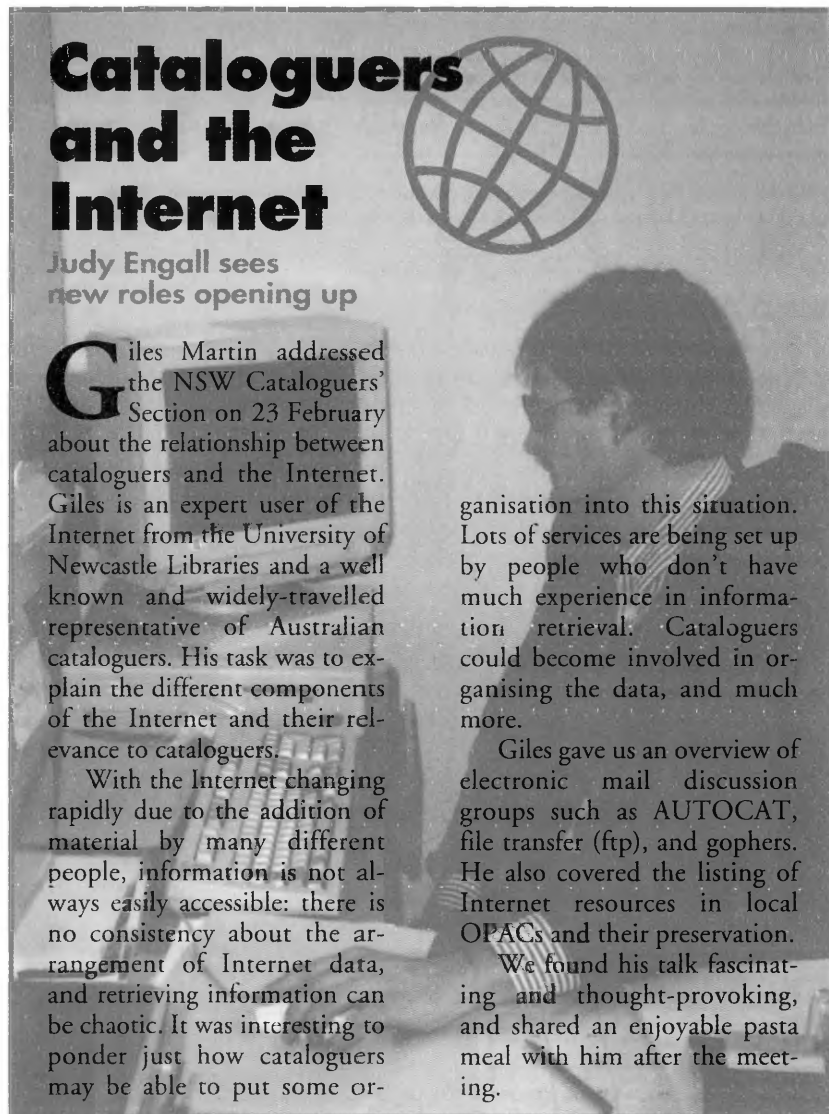 Cataloguers
and the
Internet
Judy Engall sees
new roles opening up
Giles Martin addressed
the NSW Cataloguers'
Section on 23 February
about the relationship between
cataloguers and the Internet.
Giles is an expert user of the
Internet from the University of
Newcastle Libraries and a well
known and widely-travelled
representative of Australian
cataloguers. His task was to ex-
plain the different components
of the Internet and their rel-
evance to cataloguers.
With the Internet changing
rapidly due to the addition of
material by many different
people, information is not al-
ways easily accessible: there is
no consistency about the ar-
rangement of Internet data,
and retrieving information can
be chaotic. It was interesting to
ponder just how cataloguers
may be able to put some or-
ganisation into this situation.
Lots of services are being set up
by people who don't have
much experience in informa-
tion retrieval. Cataloguers
could become involved in or-
ganising the data, and much
more.
Giles gave us an overview of
electronic mail discussion
groups such as AUTOCAT,
file transfer (ftp), and gophers.
He also covered the listing of
Internet resources in local
OPACs and their preservation.
We found his talk fascinat-
ing and thought-provoking,
and shared an enjoyable pasta
meal with him after the meet-
ing.